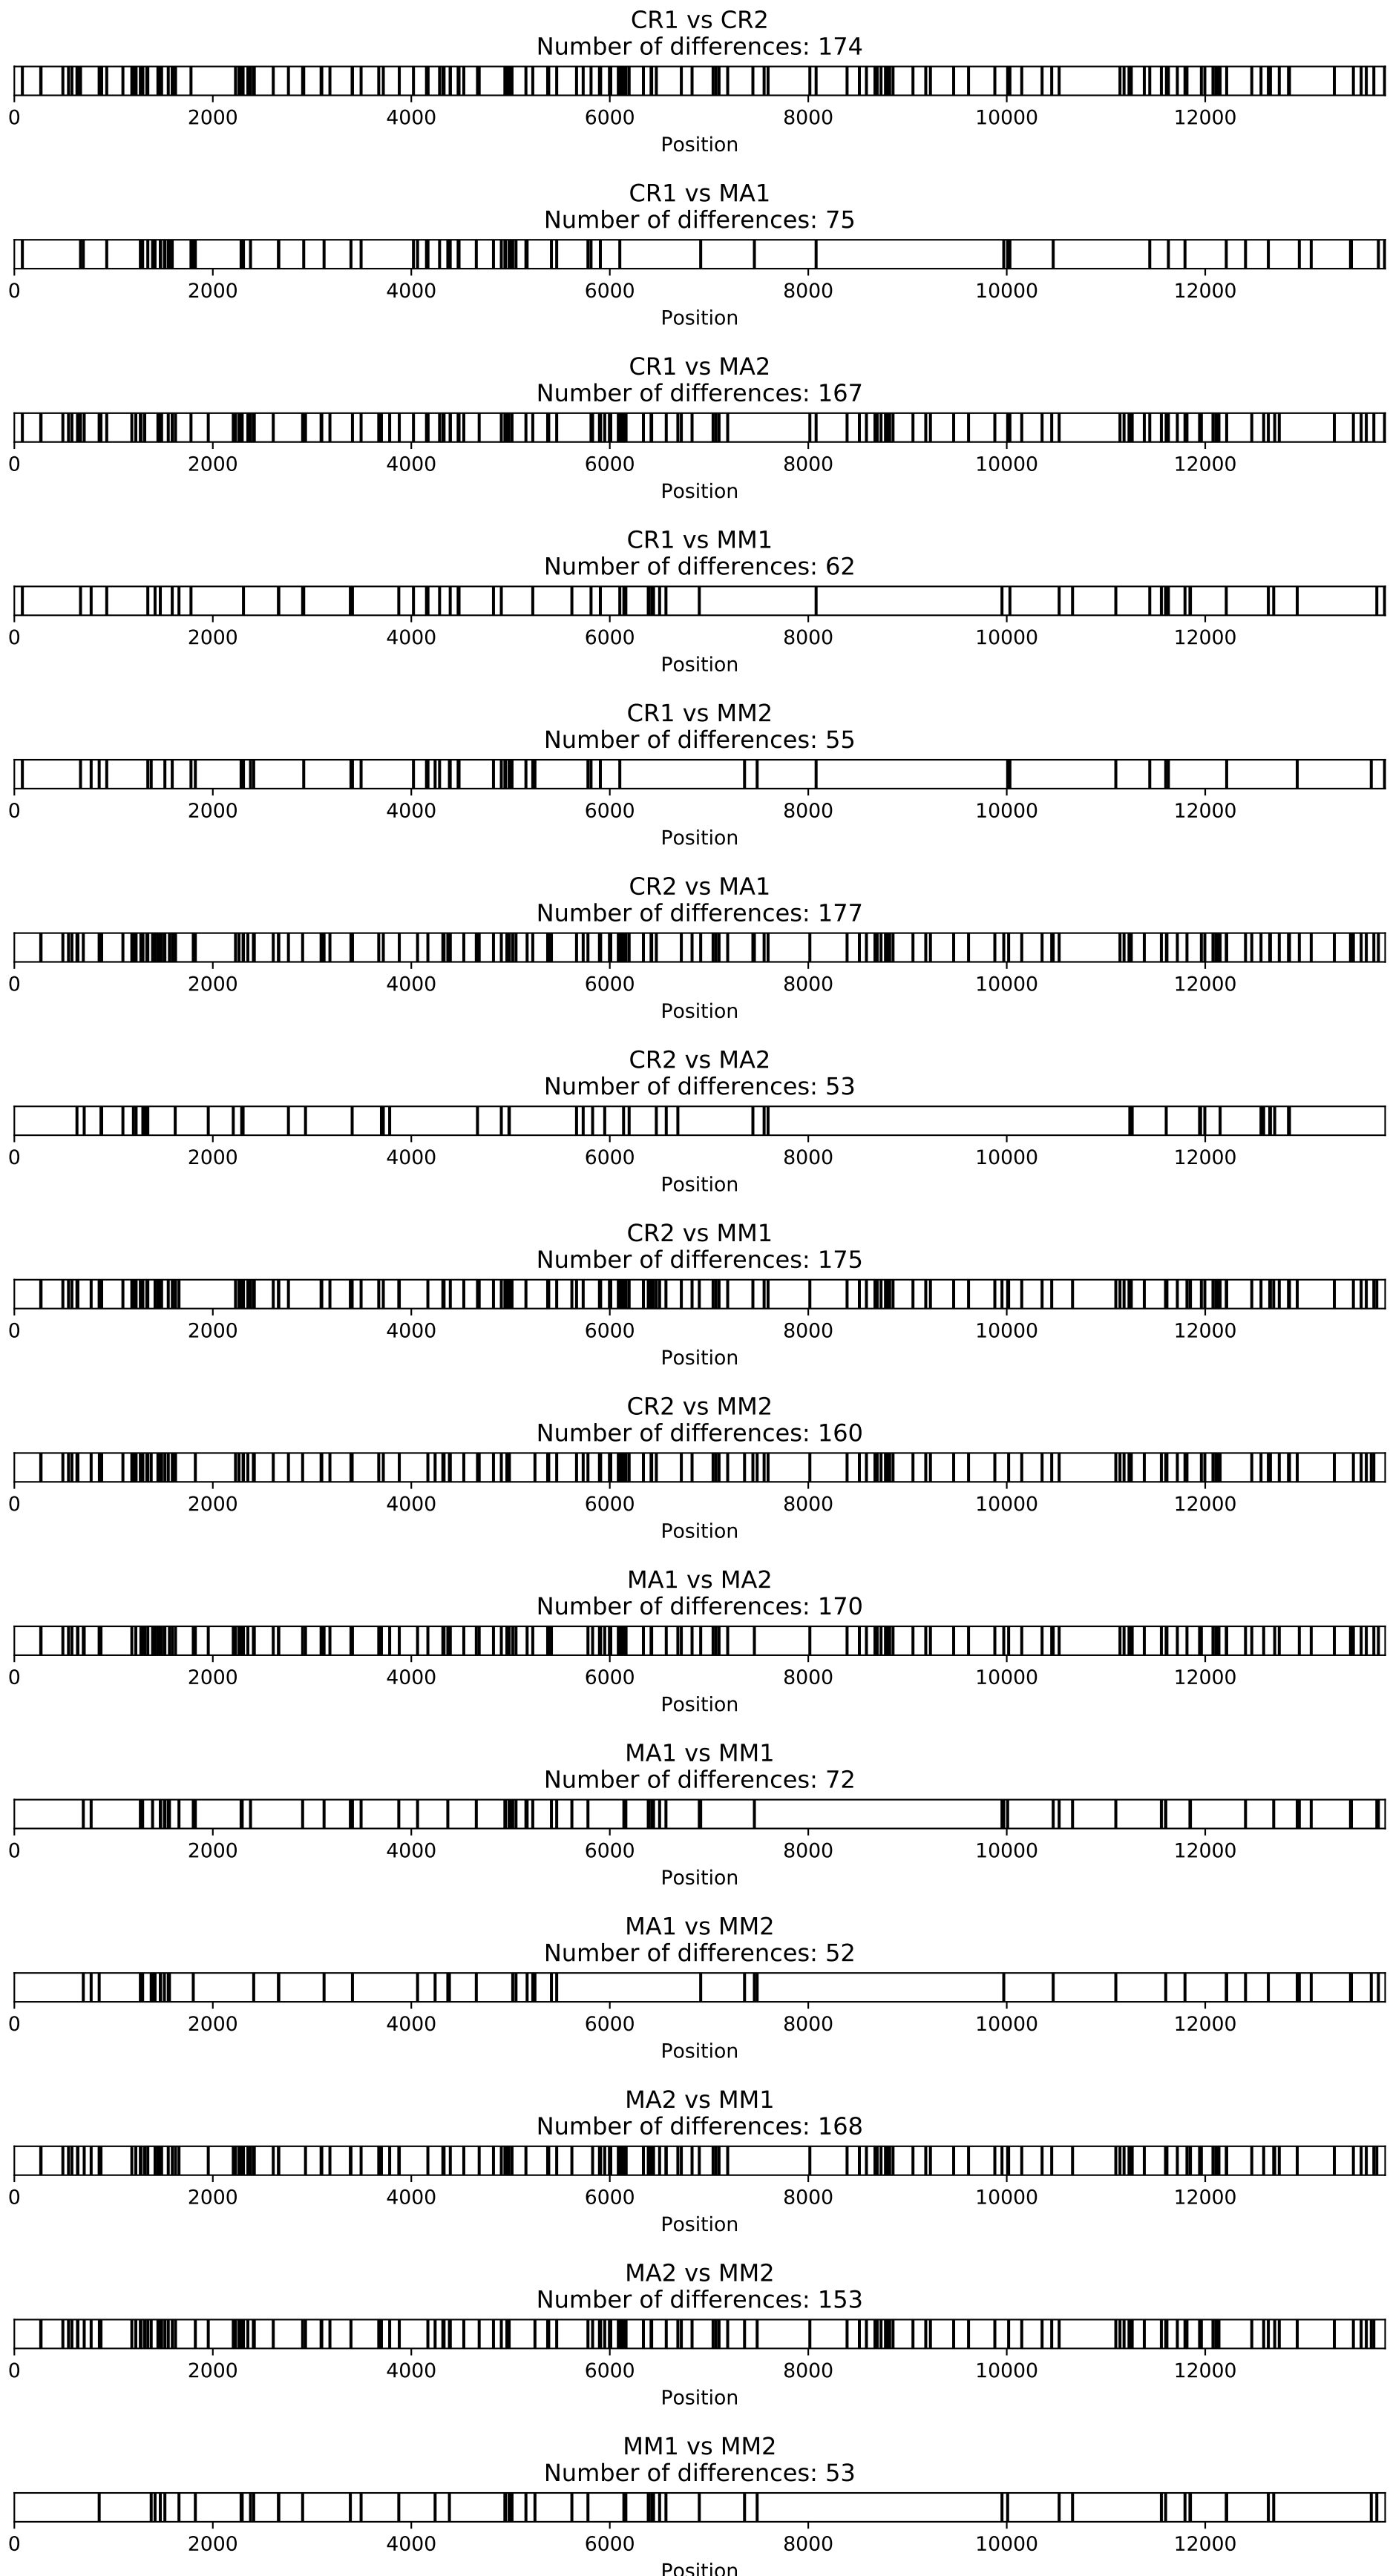 CR1 vs CR2
Number of differences: 174
0 2000 4000 6000 8000 10000 12000
Position
CR1 vs MA1
Number of differences: 75
0 2000 4000 6000 8000 10000 12000
Position
CR1 vs MA2
Number of differences: 167
0 2000 4000 6000 8000 10000 12000
Position
CR1 vs MM1
Number of differences: 62
0 2000 4000 6000 8000 10000 12000
Position
CR1 vs MM2
Number of differences: 55
0 2000 4000 6000 8000 10000 12000
Position
CR2 vs MA1
Number of differences: 177
0 2000 4000 6000 8000 10000 12000
Position
CR2 vs MA2
Number of differences: 53
0 2000 4000 6000 8000 10000 12000
Position
CR2 vs MM1
Number of differences: 175
0 2000 4000 6000 8000 10000 12000
Position
CR2 vs MM2
Number of differences: 160
0 2000 4000 6000 8000 10000 12000
Position
MA1 vs MA2
Number of differences: 170
0 2000 4000 6000 8000 10000 12000
Position
MA1 vs MM1
Number of differences: 72
0 2000 4000 6000 8000 10000 12000
Position
MA1 vs MM2
Number of differences: 52
0 2000 4000 6000 8000 10000 12000
Position
MA2 vs MM1
Number of differences: 168
0 2000 4000 6000 8000 10000 12000
Position
MA2 vs MM2
Number of differences: 153
0 2000 4000 6000 8000 10000 12000
Position
MM1 vs MM2
Number of differences: 53
0 2000 4000 6000 8000 10000 12000
Position